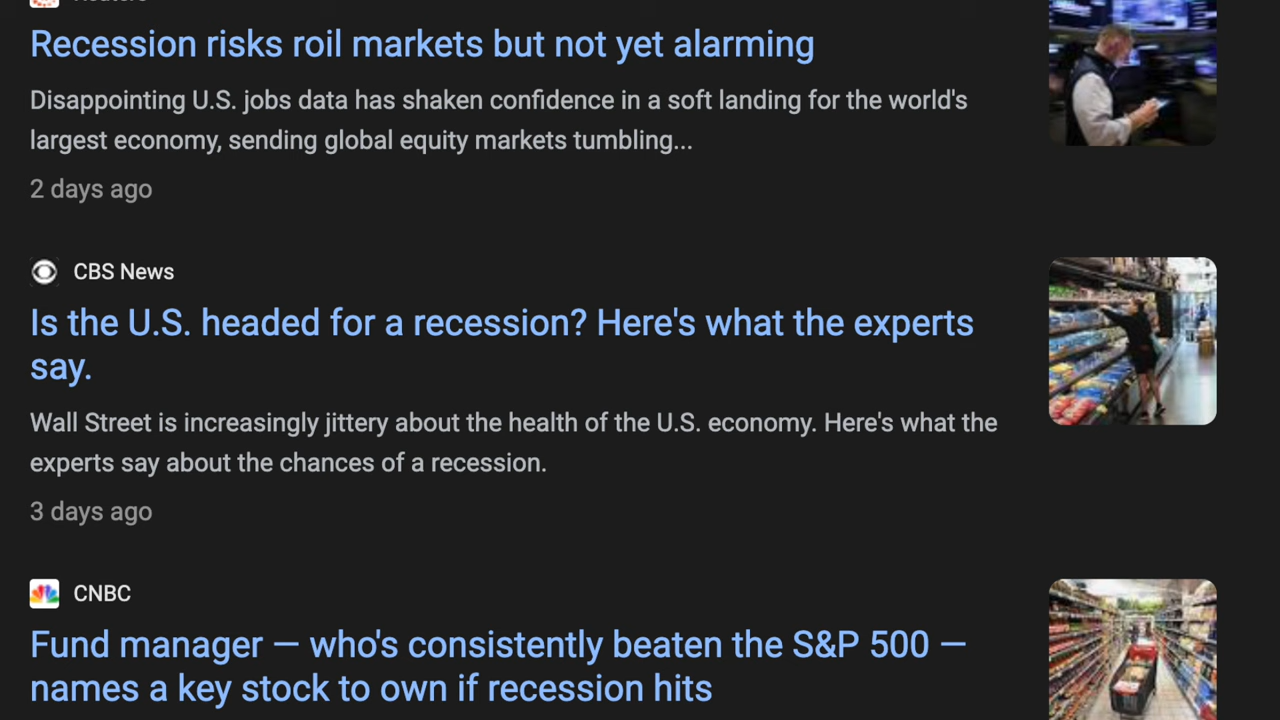 Recession risks roil markets but not yet alarming
Disappointing U.S. jobs data has shaken confidence in a soft landing for the world's
largest economy, sending global equity markets tumbling...
2 days ago
CBS News
Is the U.S. headed for a recession? Here's what the experts
say.
Wall Street is increasingly jittery about the health of the U.S. economy. Here's what the
experts say about the chances of a recession.
3 days ago
CNBC
Fund manager — who's consistently beaten the S&P 500 —
names a key stock to own if recession hits